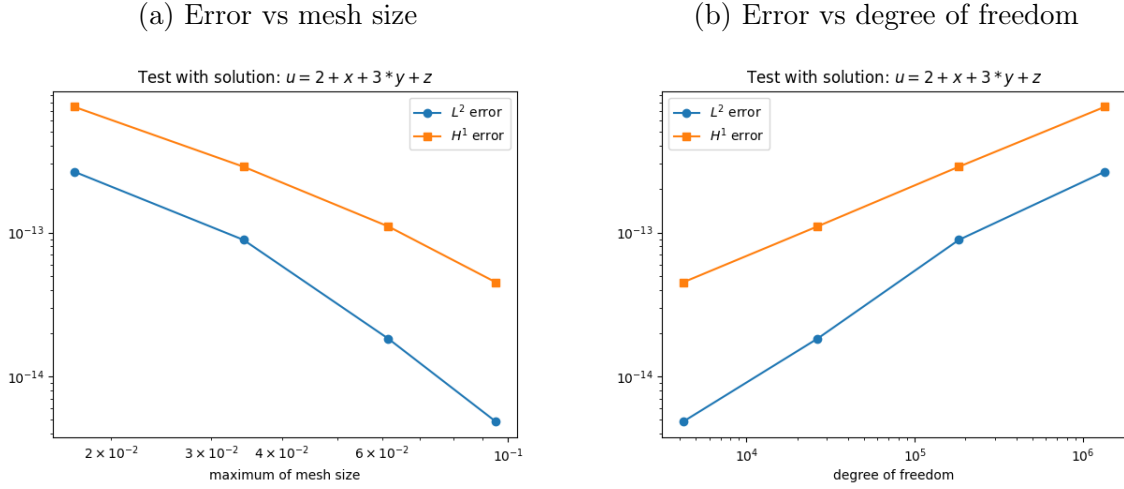 (a) Error vs mesh size
Test with solution: u = 2 + x + 3 * y + z
L² error
H¹ error
10⁻¹³
10⁻¹⁴
2 × 10⁻² 3 × 10⁻² 4 × 10⁻² 6 × 10⁻² 10⁻¹
maximum of mesh size
(b) Error vs degree of freedom
Test with solution: u = 2 + x + 3 * y + z
L² error
H¹ error
10⁻¹³
10⁻¹⁴
10⁴ 10⁵ 10⁶
degree of freedom